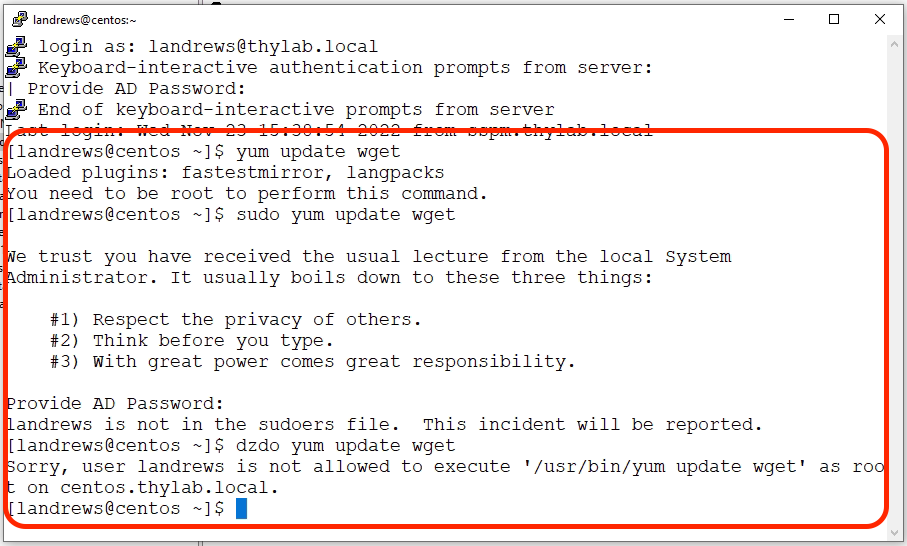 landrews@centos:~
login as: landrews@thylab.local
Keyboard-interactive authentication prompts from server:
| Provide AD Password:
End of keyboard-interactive prompts from server
Last login: Wed Nov 23 15:38:54 2022 from sspm.thylab.local
[landrews@centos ~]$ yum update wget
Loaded plugins: fastestmirror, langpacks
You need to be root to perform this command.
[landrews@centos ~]$ sudo yum update wget
We trust you have received the usual lecture from the local System
Administrator. It usually boils down to these three things:
#1) Respect the privacy of others.
#2) Think before you type.
#3) With great power comes great responsibility.
Provide AD Password:
landrews is not in the sudoers file.  This incident will be reported.
[landrews@centos ~]$ dzdo yum update wget
Sorry, user landrews is not allowed to execute '/usr/bin/yum update wget' as roo
t on centos.thylab.local.
[landrews@centos ~]$